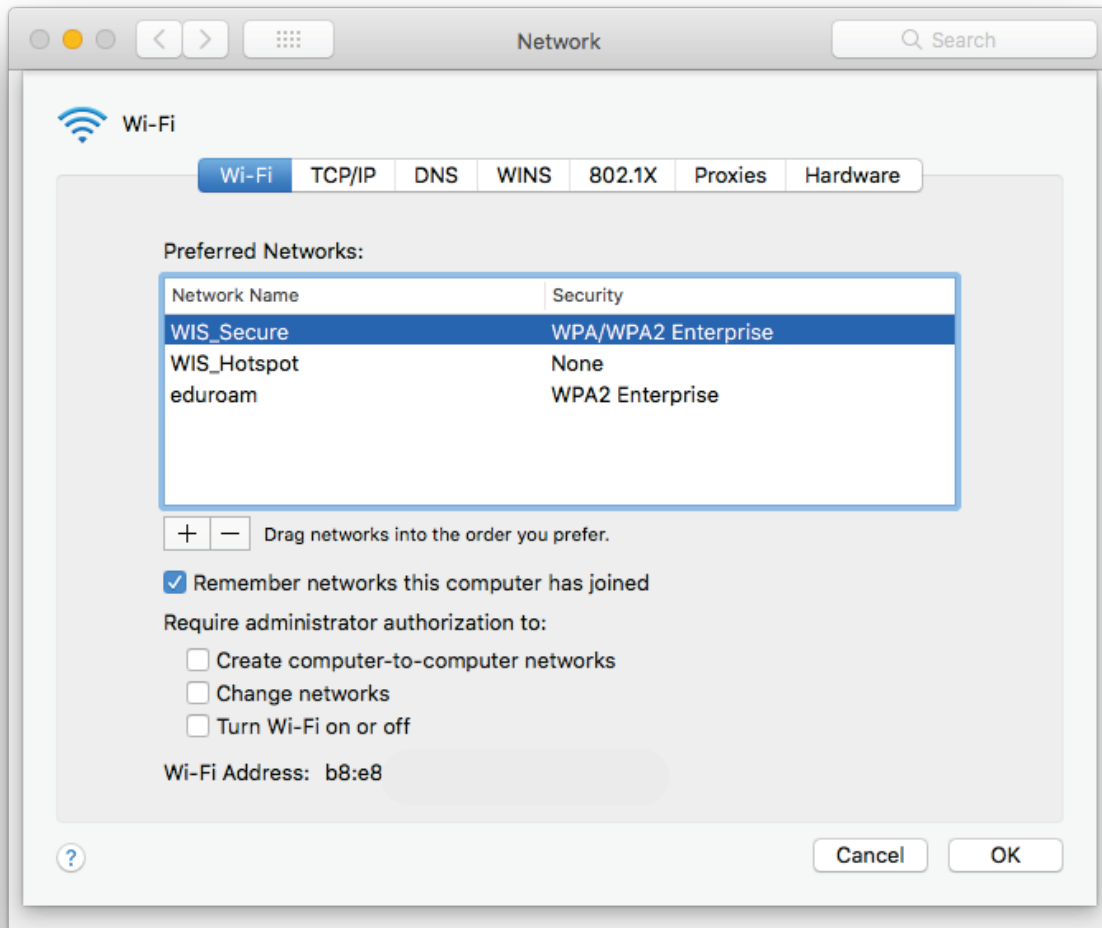 Network
Search
Wi-Fi
Wi-Fi TCP/IP DNS WINS 802.1X Proxies Hardware
Preferred Networks:
Network Name Security
WIS_Secure WPA/WPA2 Enterprise
WIS_Hotspot None
eduroam WPA2 Enterprise
+ − Drag networks into the order you prefer.
Remember networks this computer has joined
Require administrator authorization to:
Create computer-to-computer networks
Change networks
Turn Wi-Fi on or off
Wi-Fi Address: b8:e8
? Cancel OK